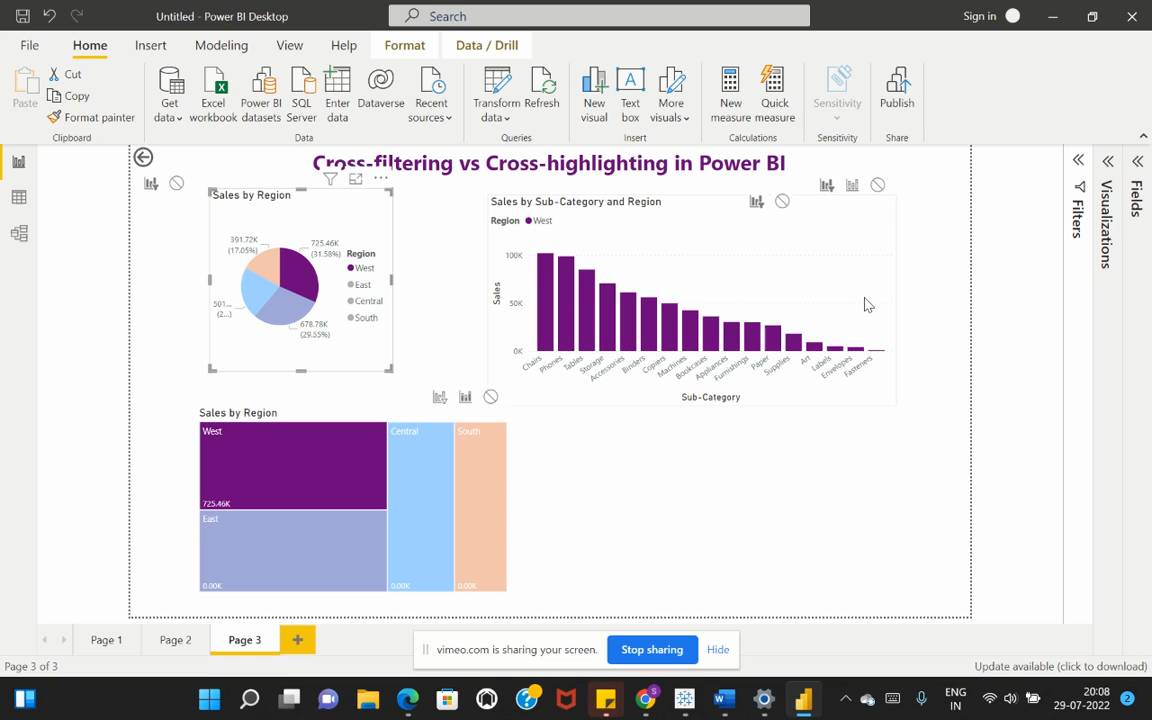 Untitled - Power BI Desktop
Search
Sign in
File
Home
Insert
Modeling
View
Help
Format
Data / Drill
Paste
Cut
Copy
Format painter
Clipboard
Get data
Excel workbook
Power BI datasets
SQL Server
Enter data
Dataverse
Recent sources
Data
Transform data
Refresh
Queries
New visual
Text box
More visuals
Insert
New measure
Quick measure
Calculations
Sensitivity
Sensitivity
Publish
Share
Cross-filtering vs Cross-highlighting in Power BI
Sales by Region
391.72K
(17.05%)
725.46K
(31.58%)
501...
(2...)
678.78K
(29.55%)
Region
West
East
Central
South
Sales by Sub-Category and Region
Region West
100K
50K
0K
Sales
Chairs
Phones
Tables
Storage
Accessories
Binders
Copiers
Machines
Bookcases
Appliances
Furnishings
Paper
Supplies
Art
Labels
Envelopes
Fasteners
Sub-Category
Sales by Region
West
725.46K
East
0.00K
Central
0.00K
South
0.00K
Filters
Visualizations
Fields
Page 1
Page 2
Page 3
vimeo.com is sharing your screen.
Stop sharing
Hide
Page 3 of 3
Update available (click to download)
ENG
IN
20:08
29-07-2022
2